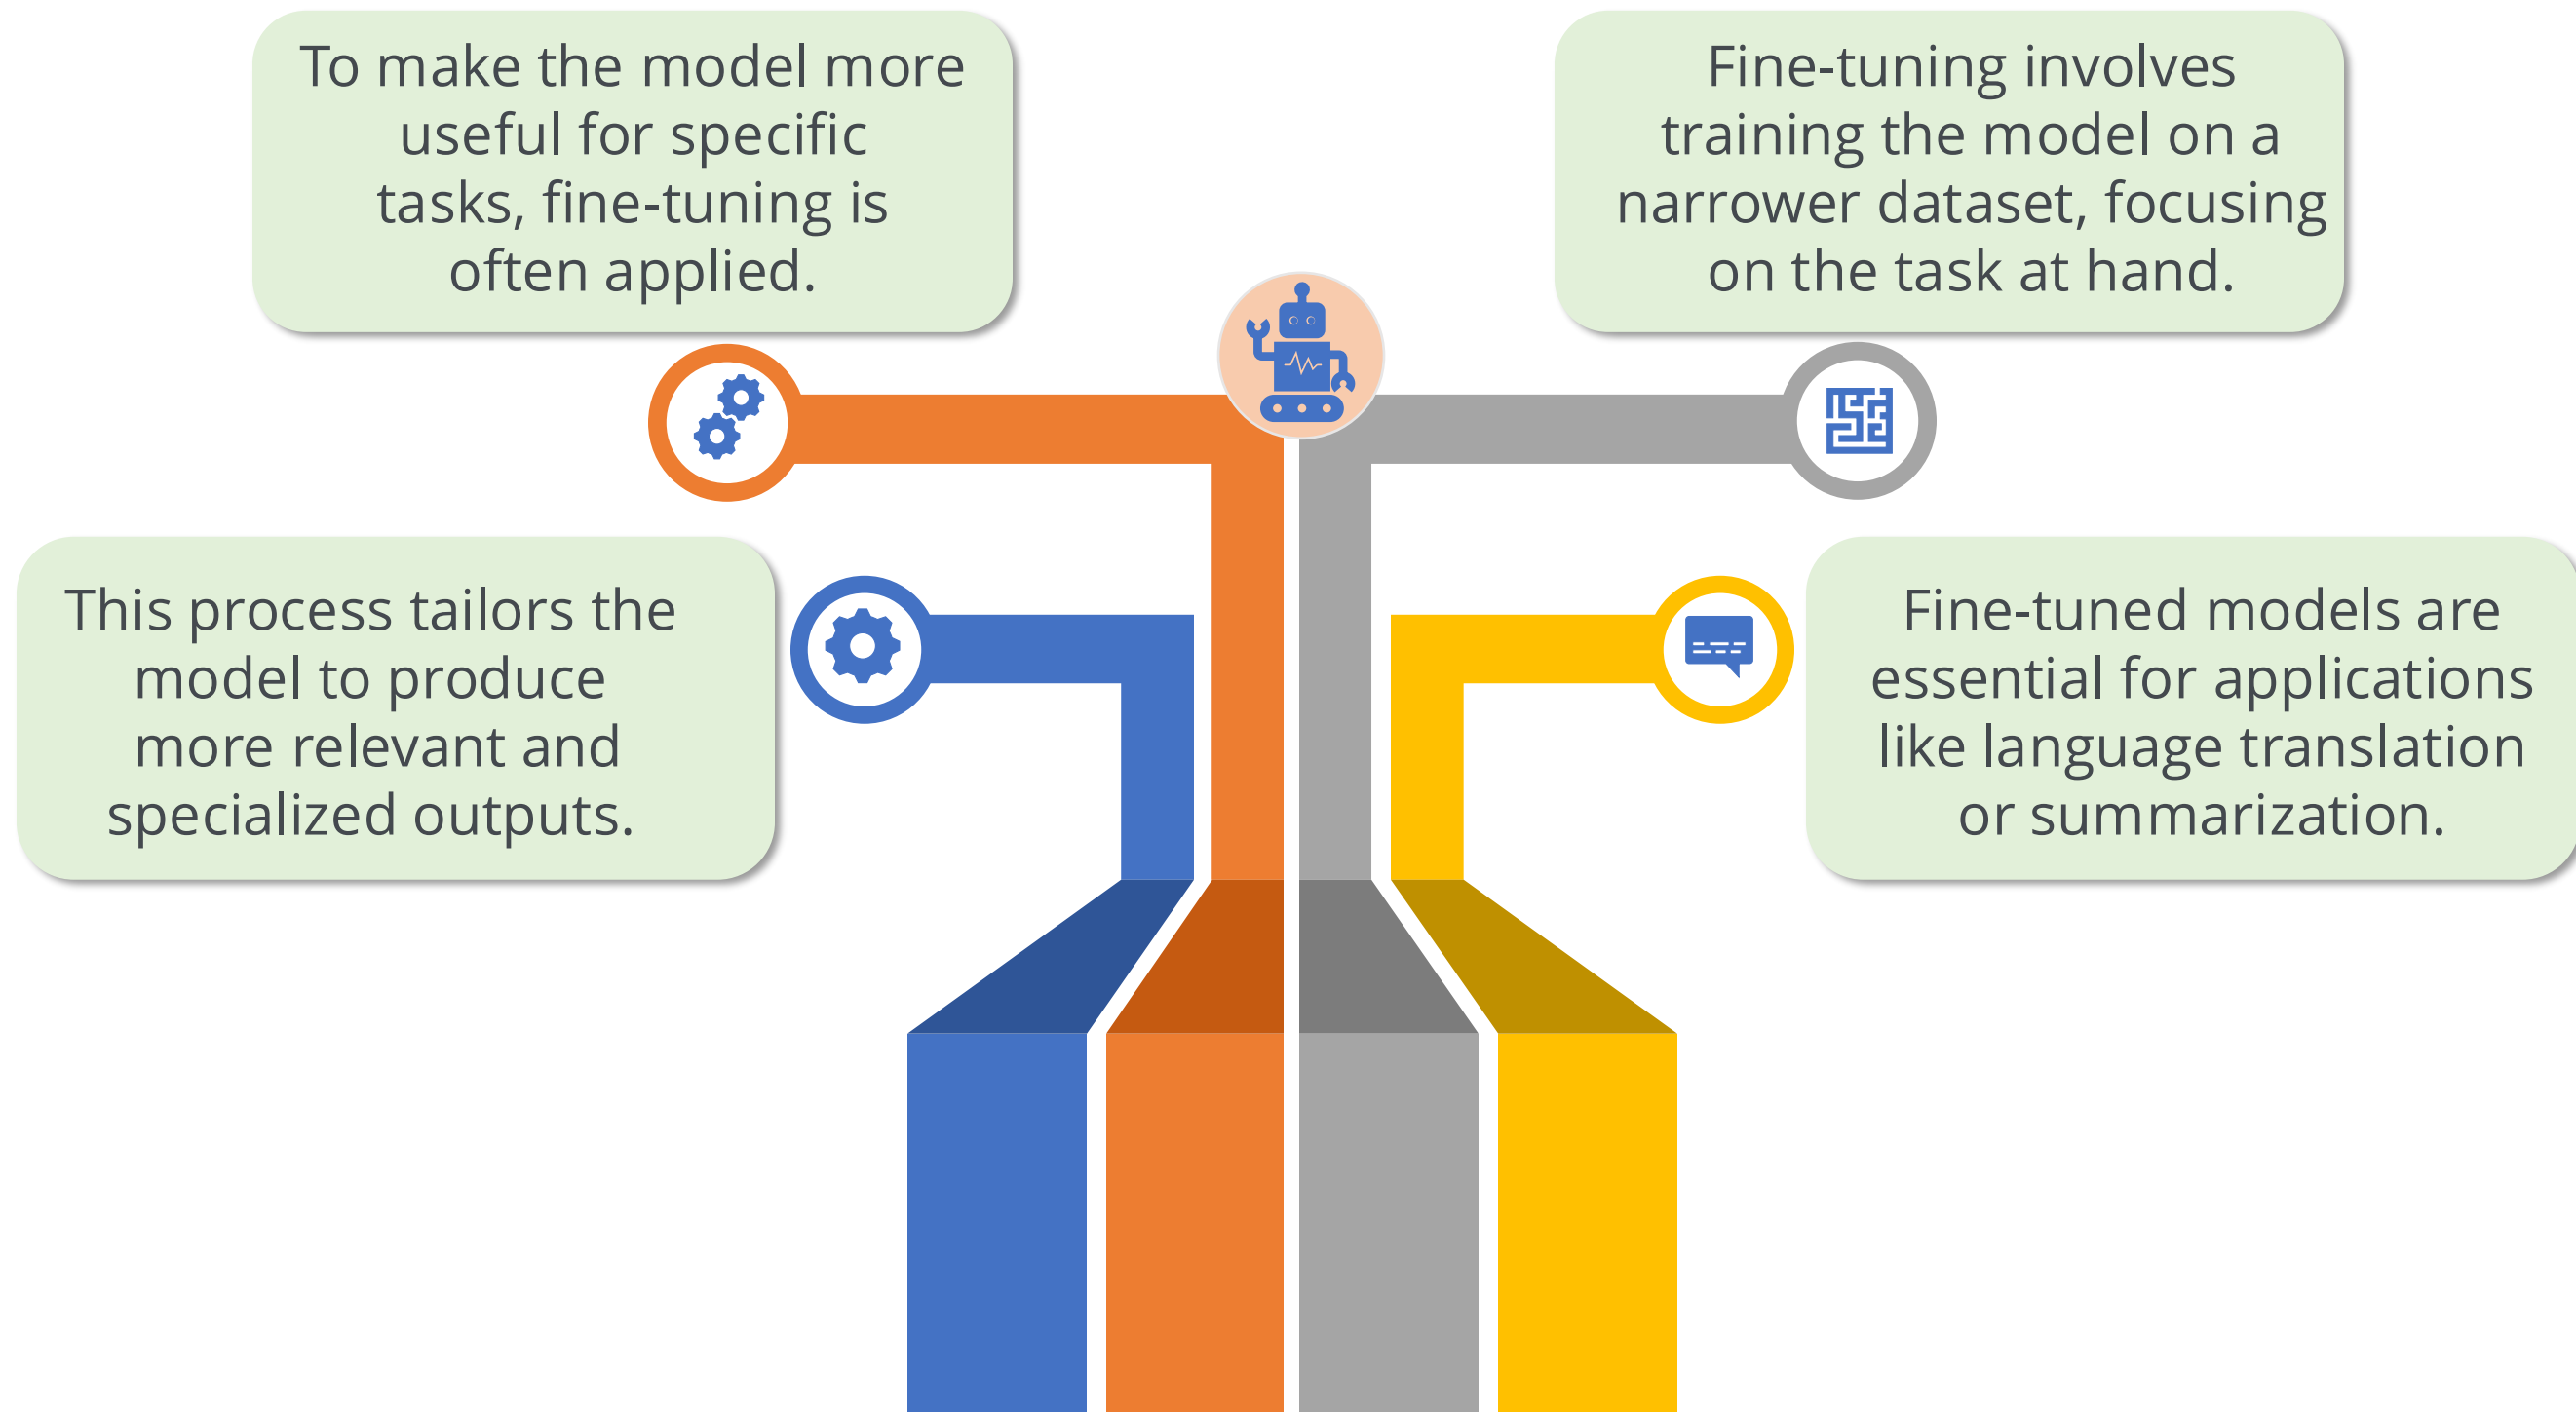 To make the model more
useful for specific
tasks, fine-tuning is
often applied.
Fine-tuning involves
training the model on a
narrower dataset, focusing
on the task at hand.
This process tailors the
model to produce
more relevant and
specialized outputs.
Fine-tuned models are
essential for applications
like language translation
or summarization.